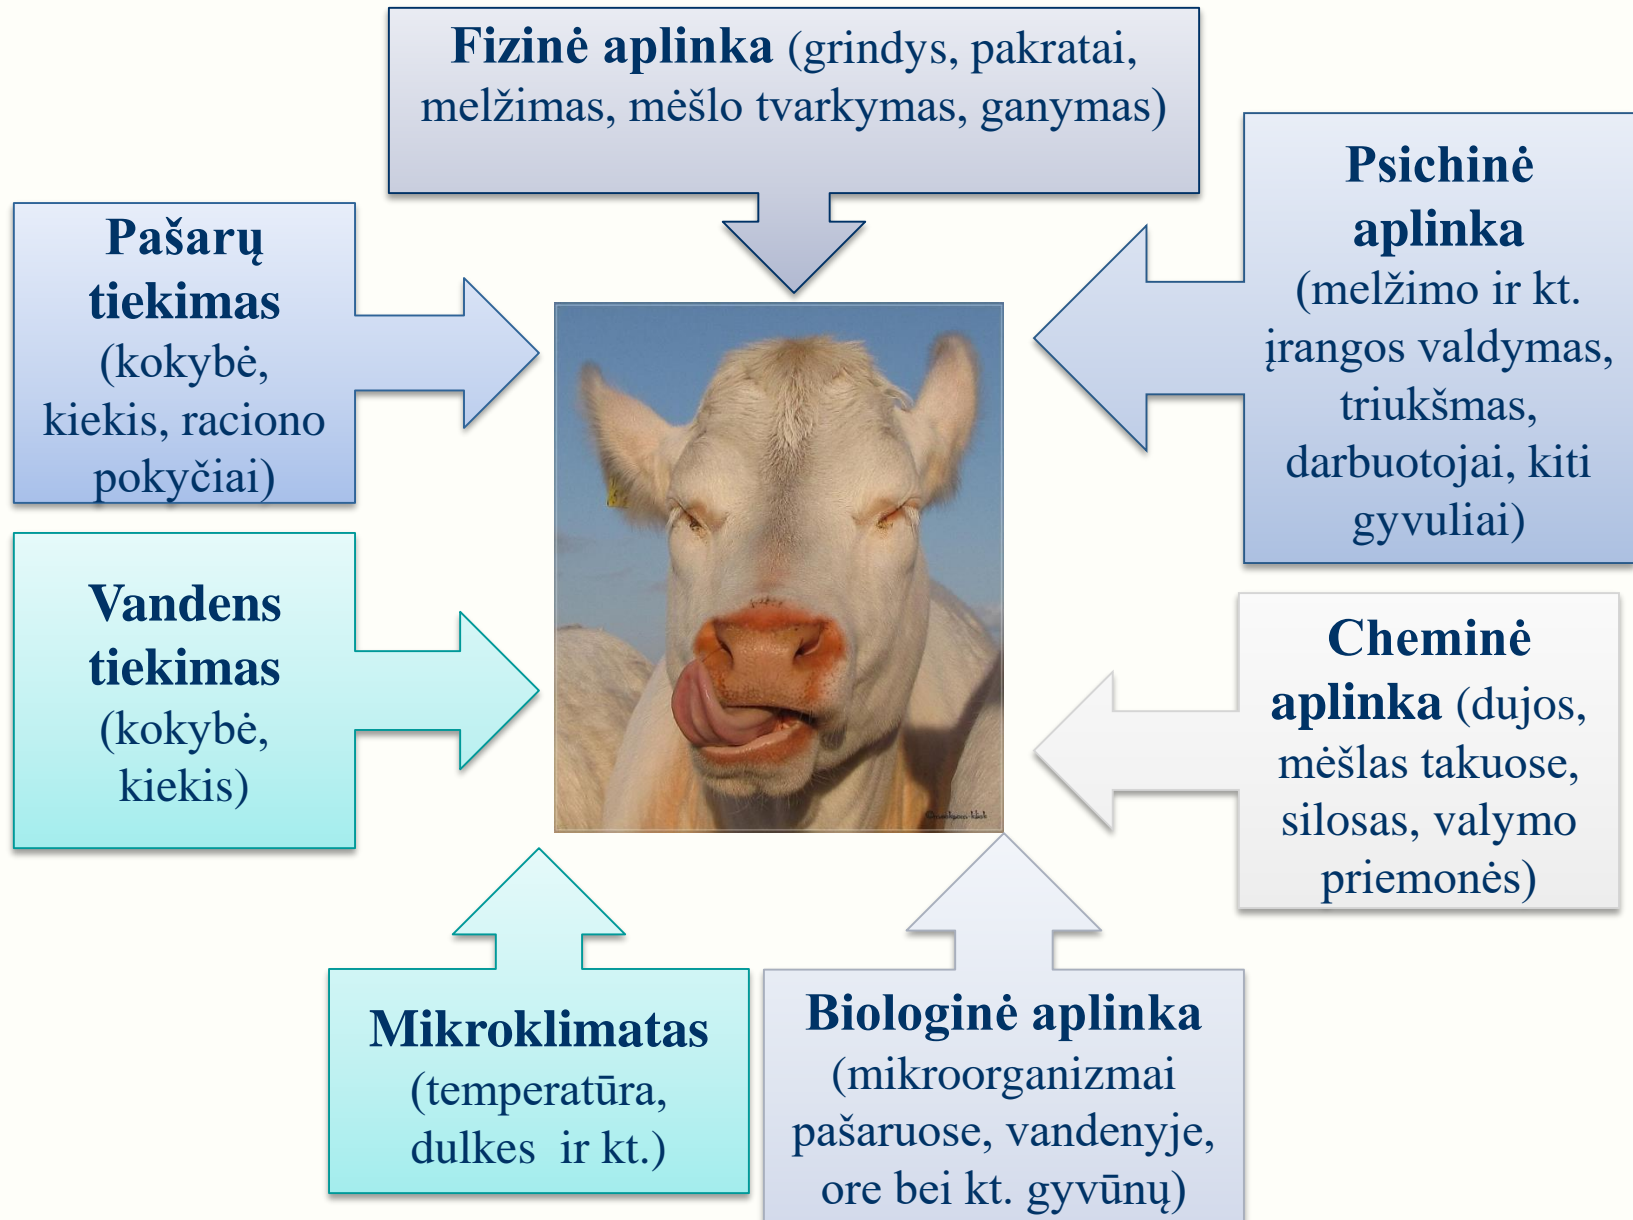 Fizinė aplinka (grindys, pakratai,
melžimas, mėšlo tvarkymas, ganymas)
Pašarų
tiekimas
(kokybė,
kiekis, raciono
pokyčiai)
Psichinė
aplinka
(melžimo ir kt.
įrangos valdymas,
triukšmas,
darbuotojai, kiti
gyvuliai)
Vandens
tiekimas
(kokybė,
kiekis)
Cheminė
aplinka (dujos,
mėšlas takuose,
silosas, valymo
priemonės)
Mikroklimatas
(temperatūra,
dulkes ir kt.)
Biologinė aplinka
(mikroorganizmai
pašaruose, vandenyje,
ore bei kt. gyvūnų)